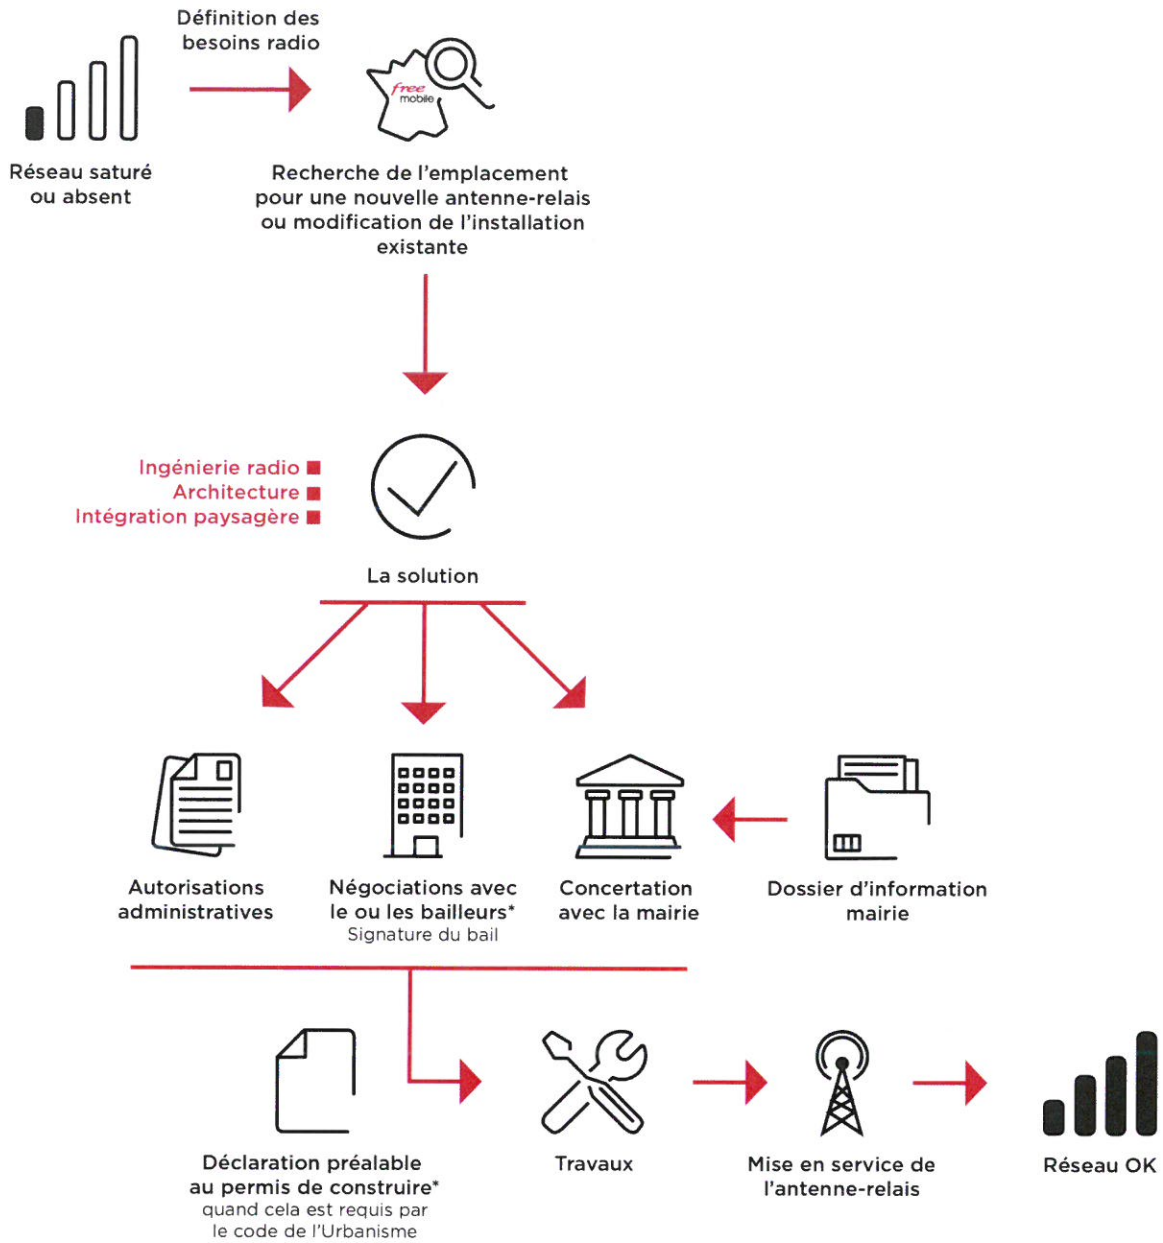 Définition des
besoins radio
free
mobile
Réseau saturé
ou absent
Recherche de l'emplacement
pour une nouvelle antenne-relais
ou modification de l'installation
existante
Ingénierie radio
Architecture
Intégration paysagère
La solution
Autorisations
administratives
Négociations avec
le ou les bailleurs*
Signature du bail
Concertation
avec la mairie
Dossier d'information
mairie
Déclaration préalable
au permis de construire*
quand cela est requis par
le code de l'Urbanisme
Travaux
Mise en service de
l'antenne-relais
Réseau OK